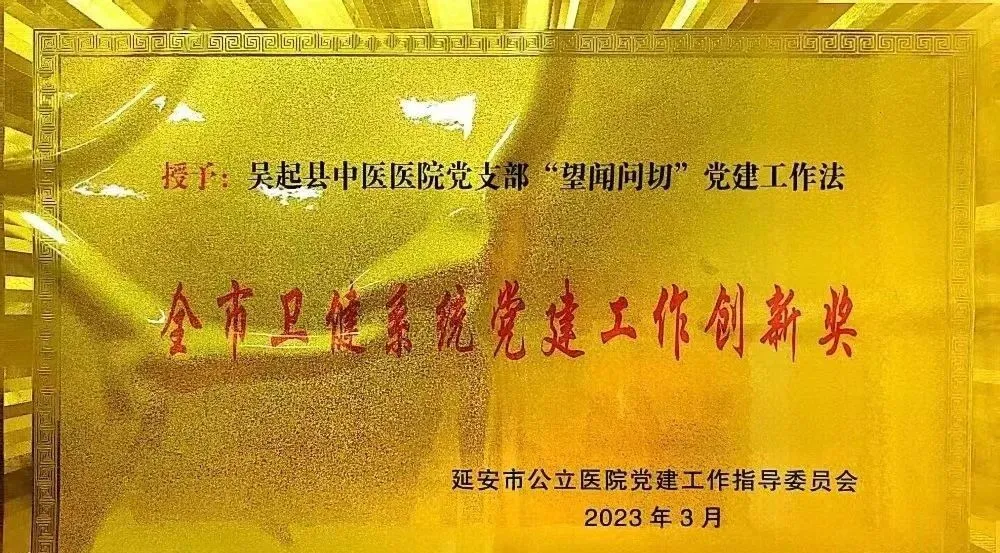 授予：吴起县中医医院党支部“望闻问切”党建工作法
全市卫健系统党建工作创新奖
延安市公立医院党建工作指导委员会
2023年3月